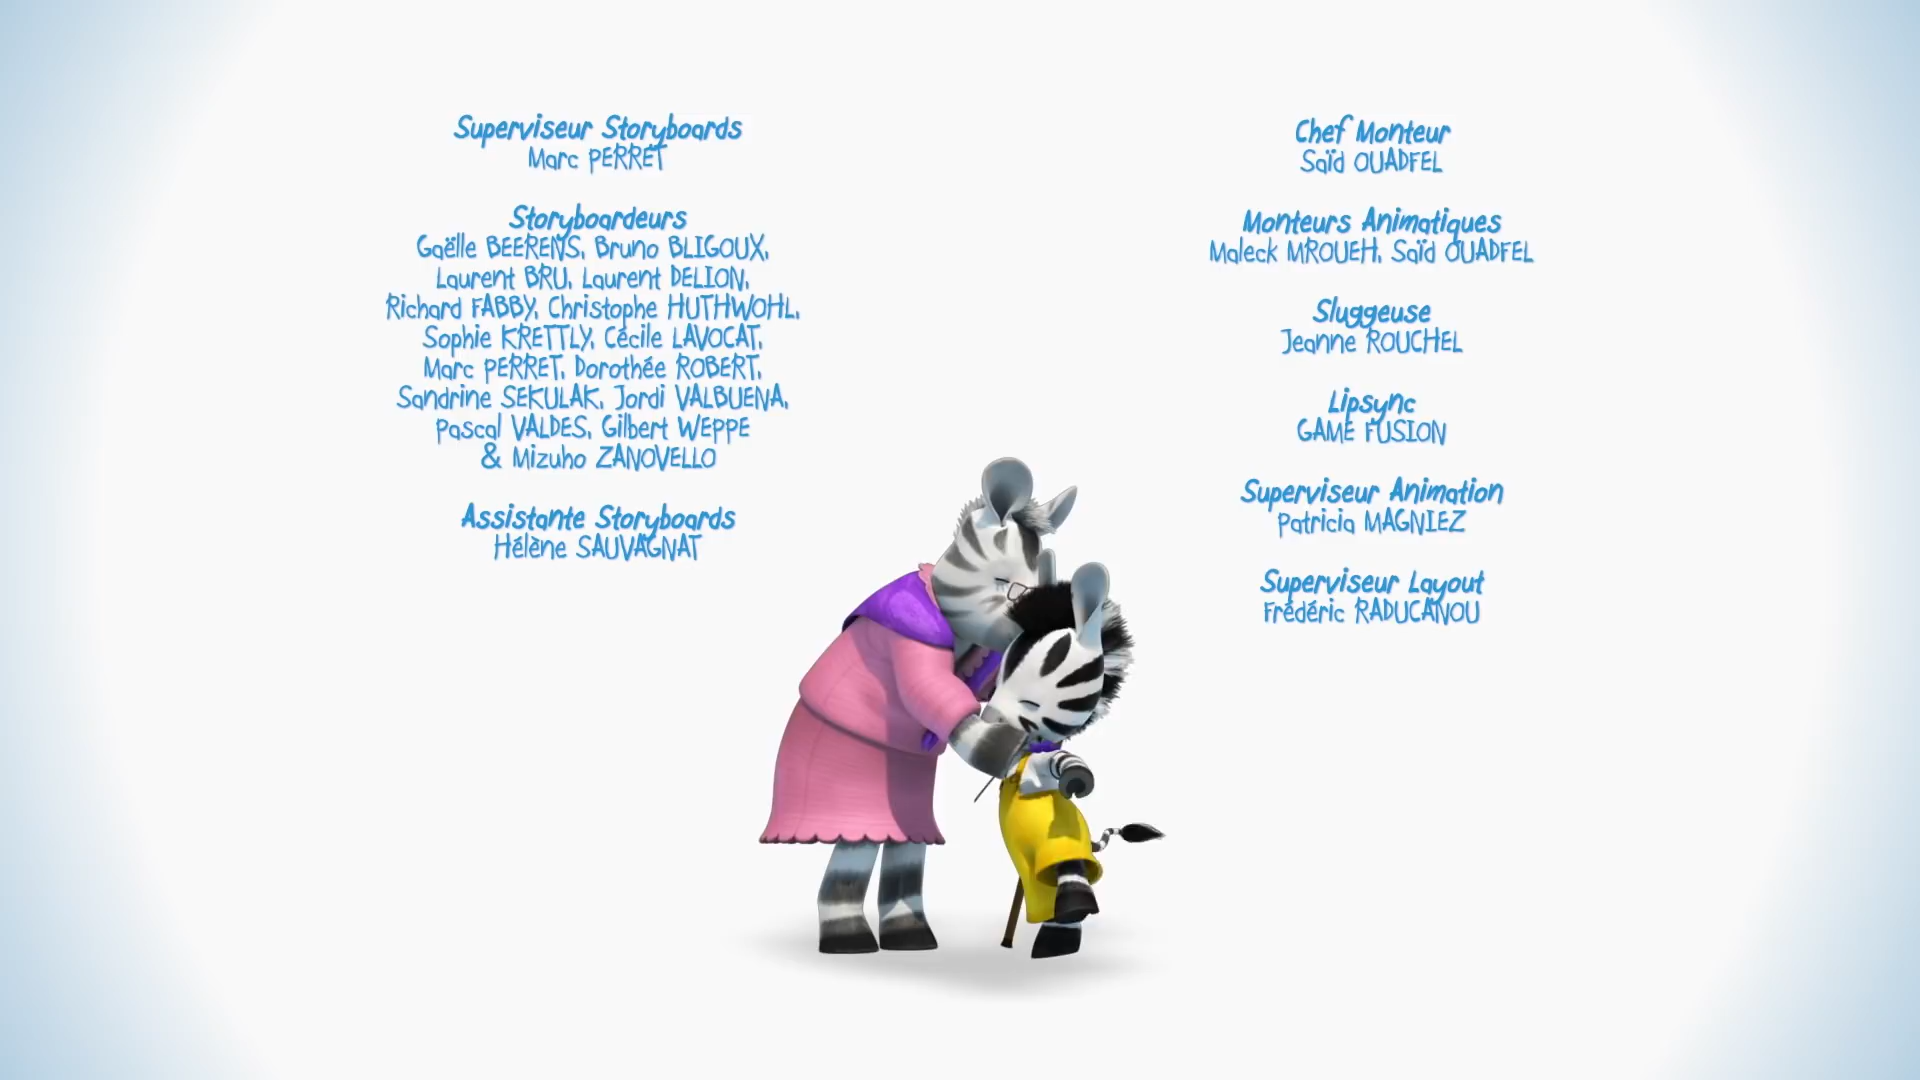 Superviseur Storyboards
Marc PERRET
Storyboardeurs
Gaëlle BEERENS, Bruno BLIGOUX,
Laurent BRU, Laurent DELION,
Richard FABBY, Christophe HUTHWOHL,
Sophie KRETTLY, Cécile LAVOCAT,
Marc PERRET, Dorothée ROBERT,
Sandrine SEKULAK, Jordi VALBUENA,
Pascal VALDES, Gilbert WEPPE
& Mizuho ZANOVELLO
Assistante Storyboards
Hélène SAUVAGNAT
Chef Monteur
Saïd OUADFEL
Monteurs Animatiques
Maleck MROUEH, Saïd OUADFEL
Sluggeuse
Jeanne ROUCHEL
Lipsync
GAME FUSION
Superviseur Animation
Patricia MAGNIEZ
Superviseur Layout
Frédéric RADUCANOU